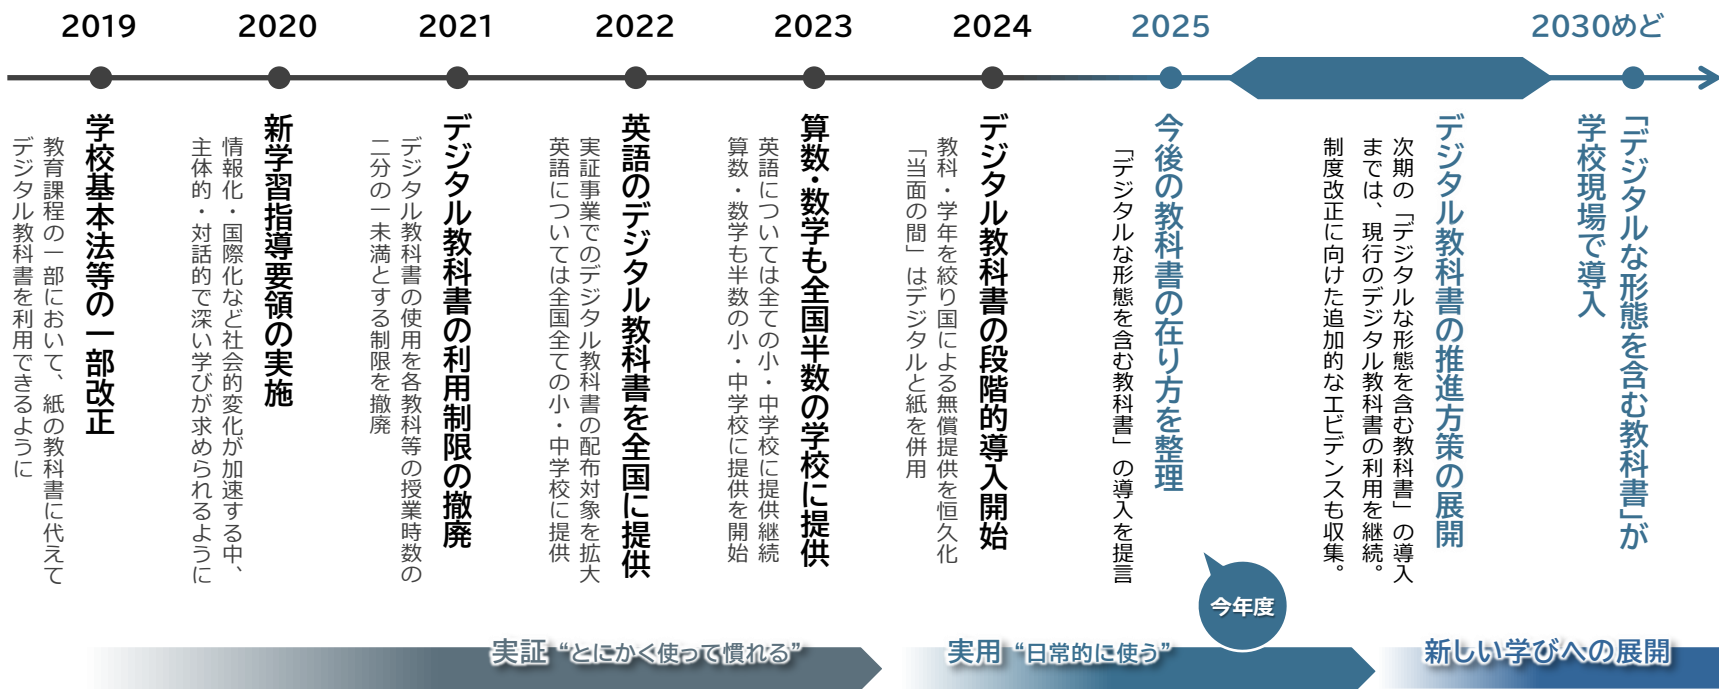 2019
2020
2021
2022
2023
2024
2025
2030めど
学校基本法等の一部改正
教育課程の一部において、紙の教科書に代えて
デジタル教科書を利用できるように
新学習指導要領の実施
情報化・国際化など社会的変化が加速する中、
主体的・対話的で深い学びが求められるように
デジタル教科書の利用制限の撤廃
デジタル教科書の使用を各教科等の授業時数の
二分の一未満とする制限を撤廃
英語のデジタル教科書を全国に提供
実証事業でのデジタル教科書の配布対象を拡大
英語については全国全ての小・中学校に提供
算数・数学も全国半数の学校に提供
英語については全ての小・中学校に提供継続
算数・数学も半数の小・中学校に提供を開始
デジタル教科書の段階的導入開始
教科・学年を絞り国による無償提供を恒久化
「当面の間」はデジタルと紙を併用
今後の教科書の在り方を整理
「デジタルな形態を含む教科書」の導入を提言
デジタル教科書の推進方策の展開
次期の「デジタルな形態を含む教科書」の導入
までは、現行のデジタル教科書の利用を継続。
制度改正に向けた追加的なエビデンスも収集。
「デジタルな形態を含む教科書」が
学校現場で導入
今年度
実証 “とにかく使って慣れる”
実用 “日常的に使う”
新しい学びへの展開